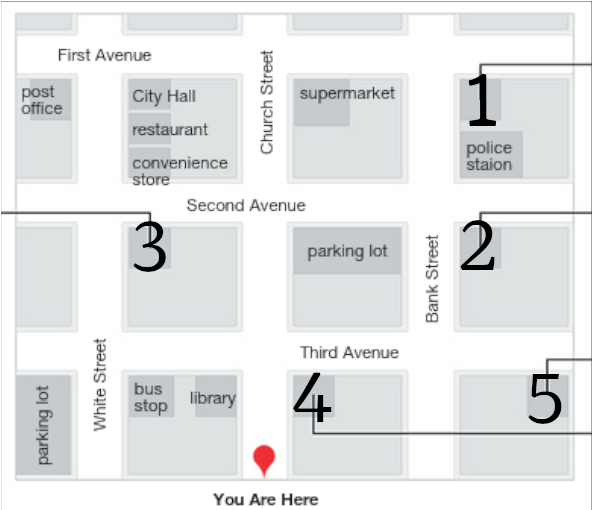 First Avenue
Church Street
post
office
City Hall
restaurant
convenience
store
supermarket
1
police
staion
Second Avenue
3
parking lot
Bank Street
2
Third Avenue
White Street
parking lot
bus
stop
library
4
5
You Are Here